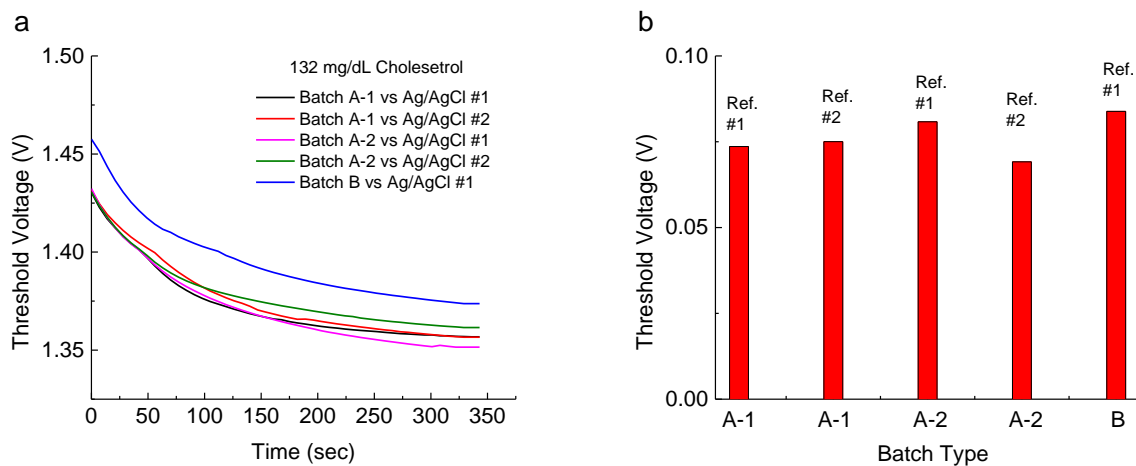 a
1.50
1.45
1.40
1.35
Threshold Voltage (V)
132 mg/dL Cholesetrol
Batch A-1 vs Ag/AgCl #1
Batch A-1 vs Ag/AgCl #2
Batch A-2 vs Ag/AgCl #1
Batch A-2 vs Ag/AgCl #2
Batch B vs Ag/AgCl #1
0 50 100 150 200 250 300 350
Time (sec)
b
0.10
0.05
0.00
Threshold Voltage (V)
Ref.
#1
Ref.
#2
Ref.
#1
Ref.
#2
Ref.
#1
A-1 A-1 A-2 A-2 B
Batch Type